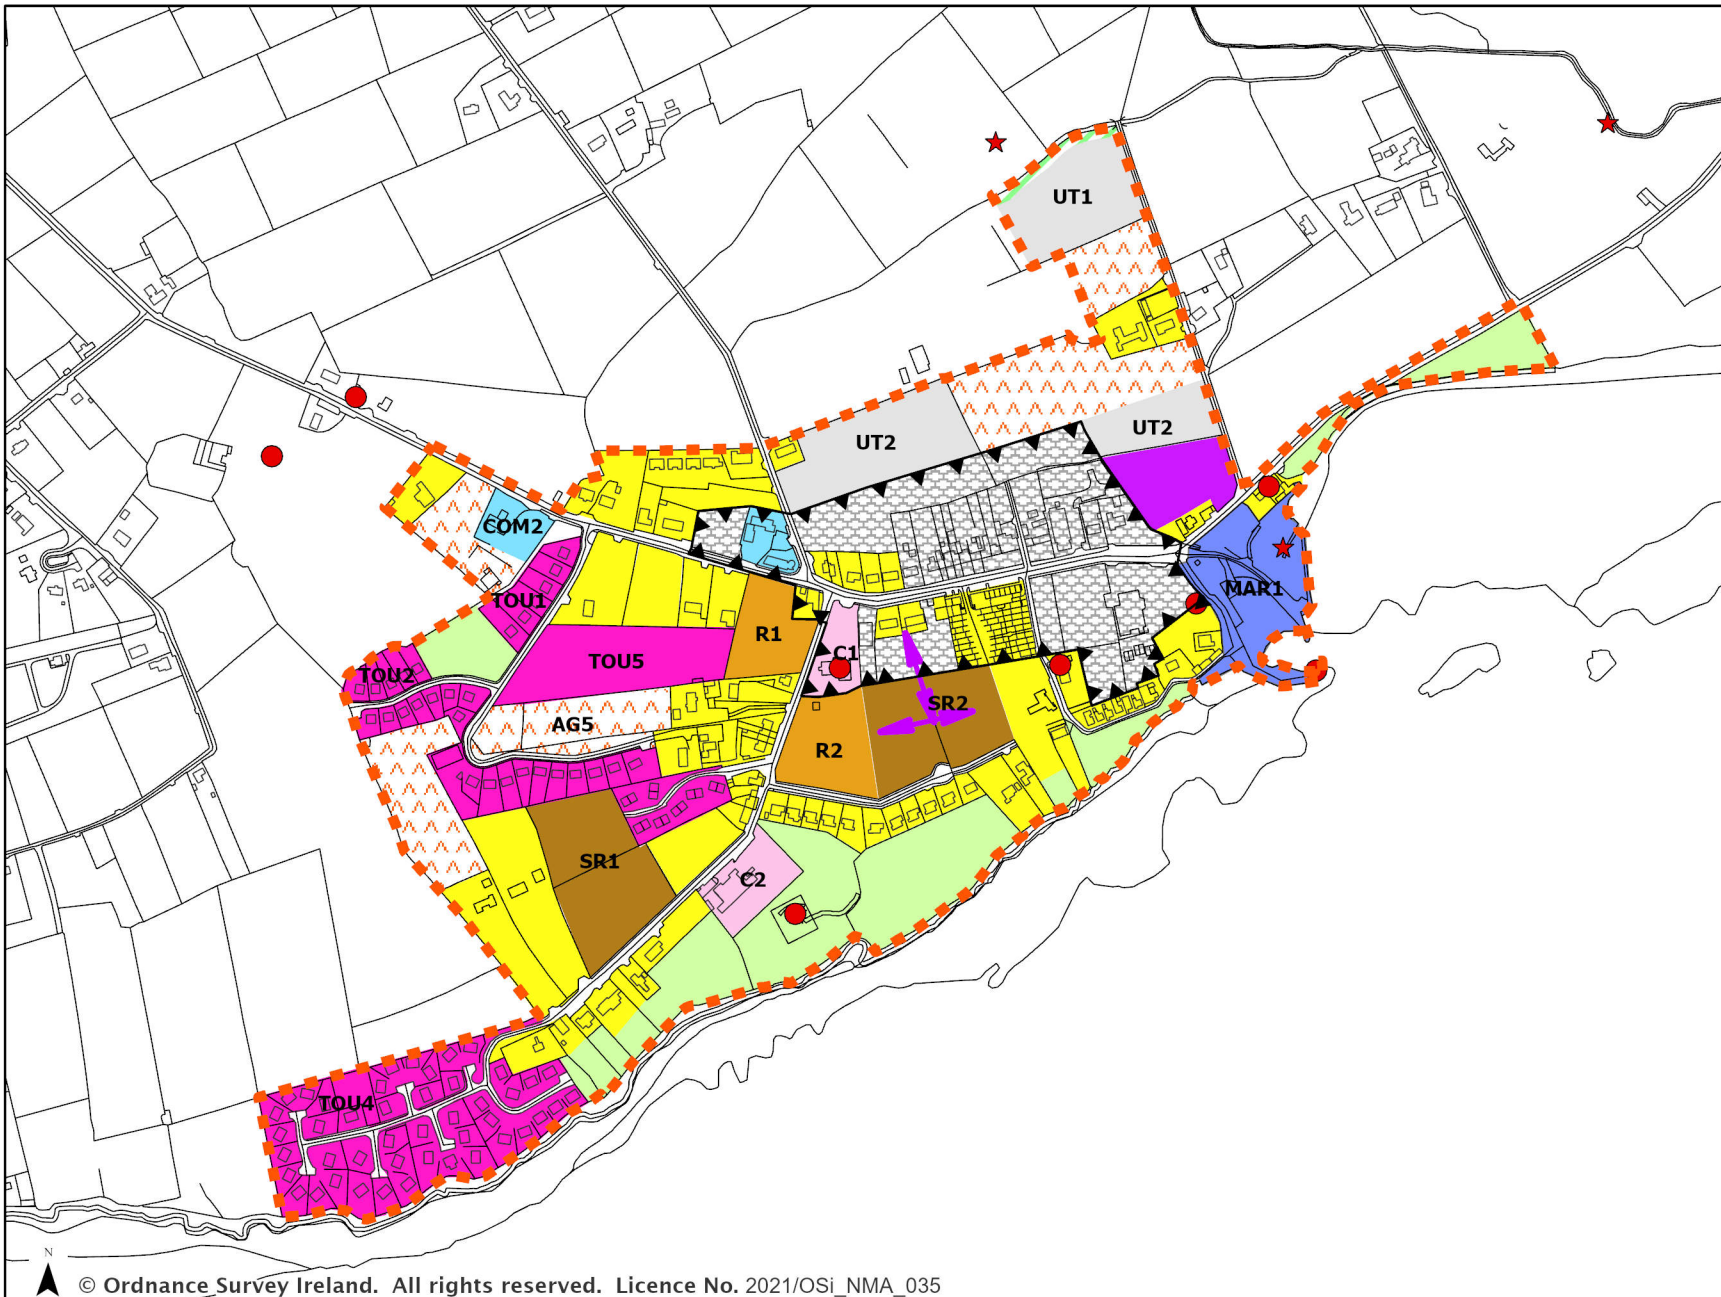 UT1
UT2
UT2
COM2
MAR1
TOU1
R1
C1
TOU5
TOU2
SR2
AG5
R2
SR1
C2
TOU4
N
© Ordnance Survey Ireland. All rights reserved. Licence No. 2021/OSi_NMA_035